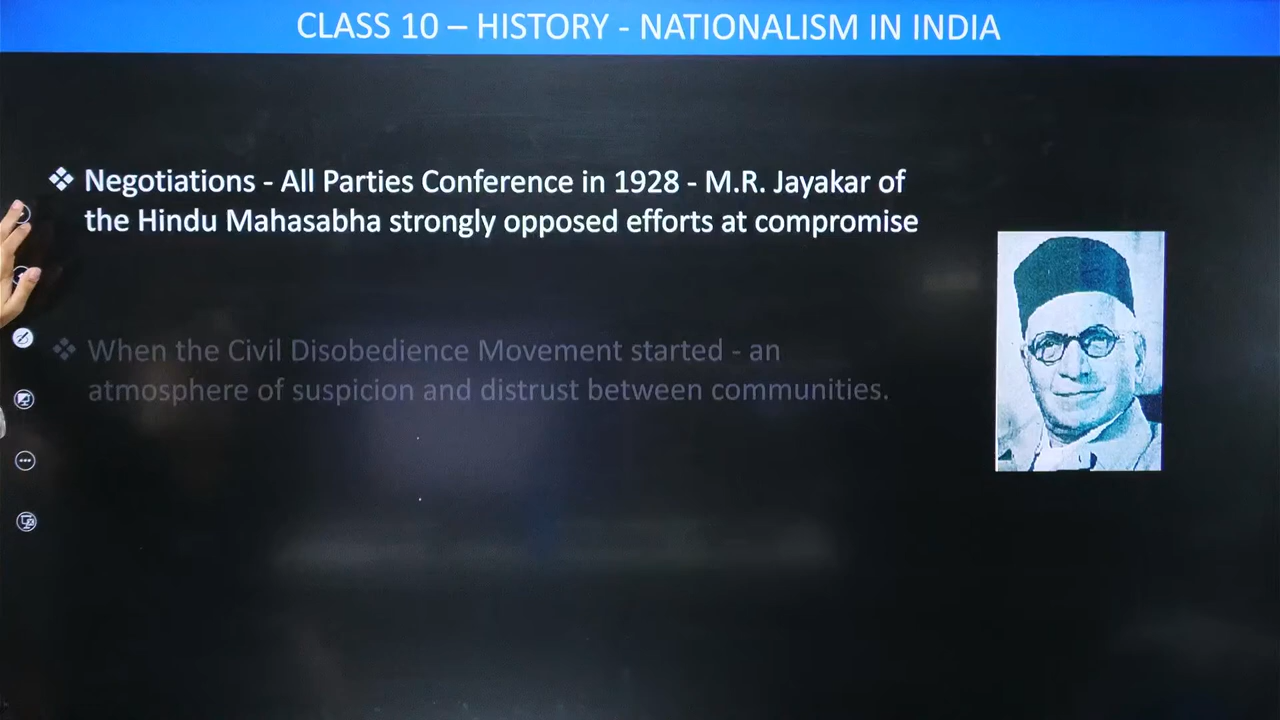 CLASS 10 – HISTORY - NATIONALISM IN INDIA
❖ Negotiations - All Parties Conference in 1928 - M.R. Jayakar of
the Hindu Mahasabha strongly opposed efforts at compromise
❖ When the Civil Disobedience Movement started - an
atmosphere of suspicion and distrust between communities.